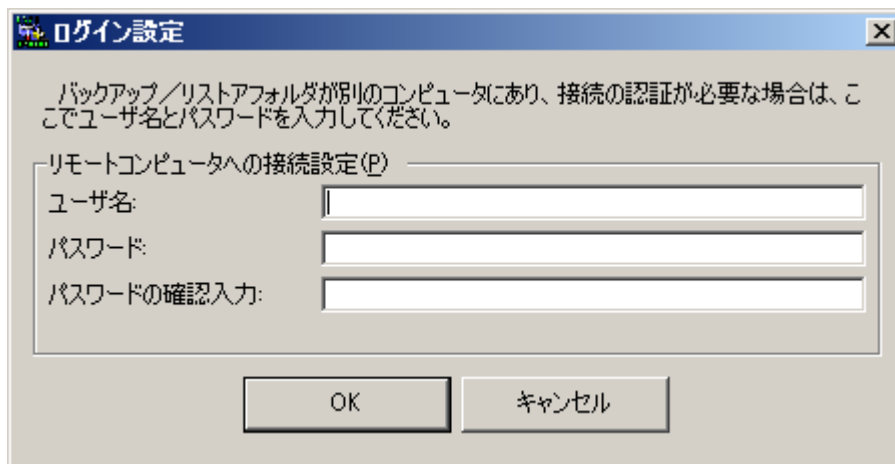 ログイン設定
バックアップ／リストアフォルダが別のコンピュータにあり、接続の認証が必要な場合は、こ
こでユーザ名とパスワードを入力してください。
リモートコンピュータへの接続設定(P)
ユーザ名:
パスワード:
パスワードの確認入力:
OK
キャンセル